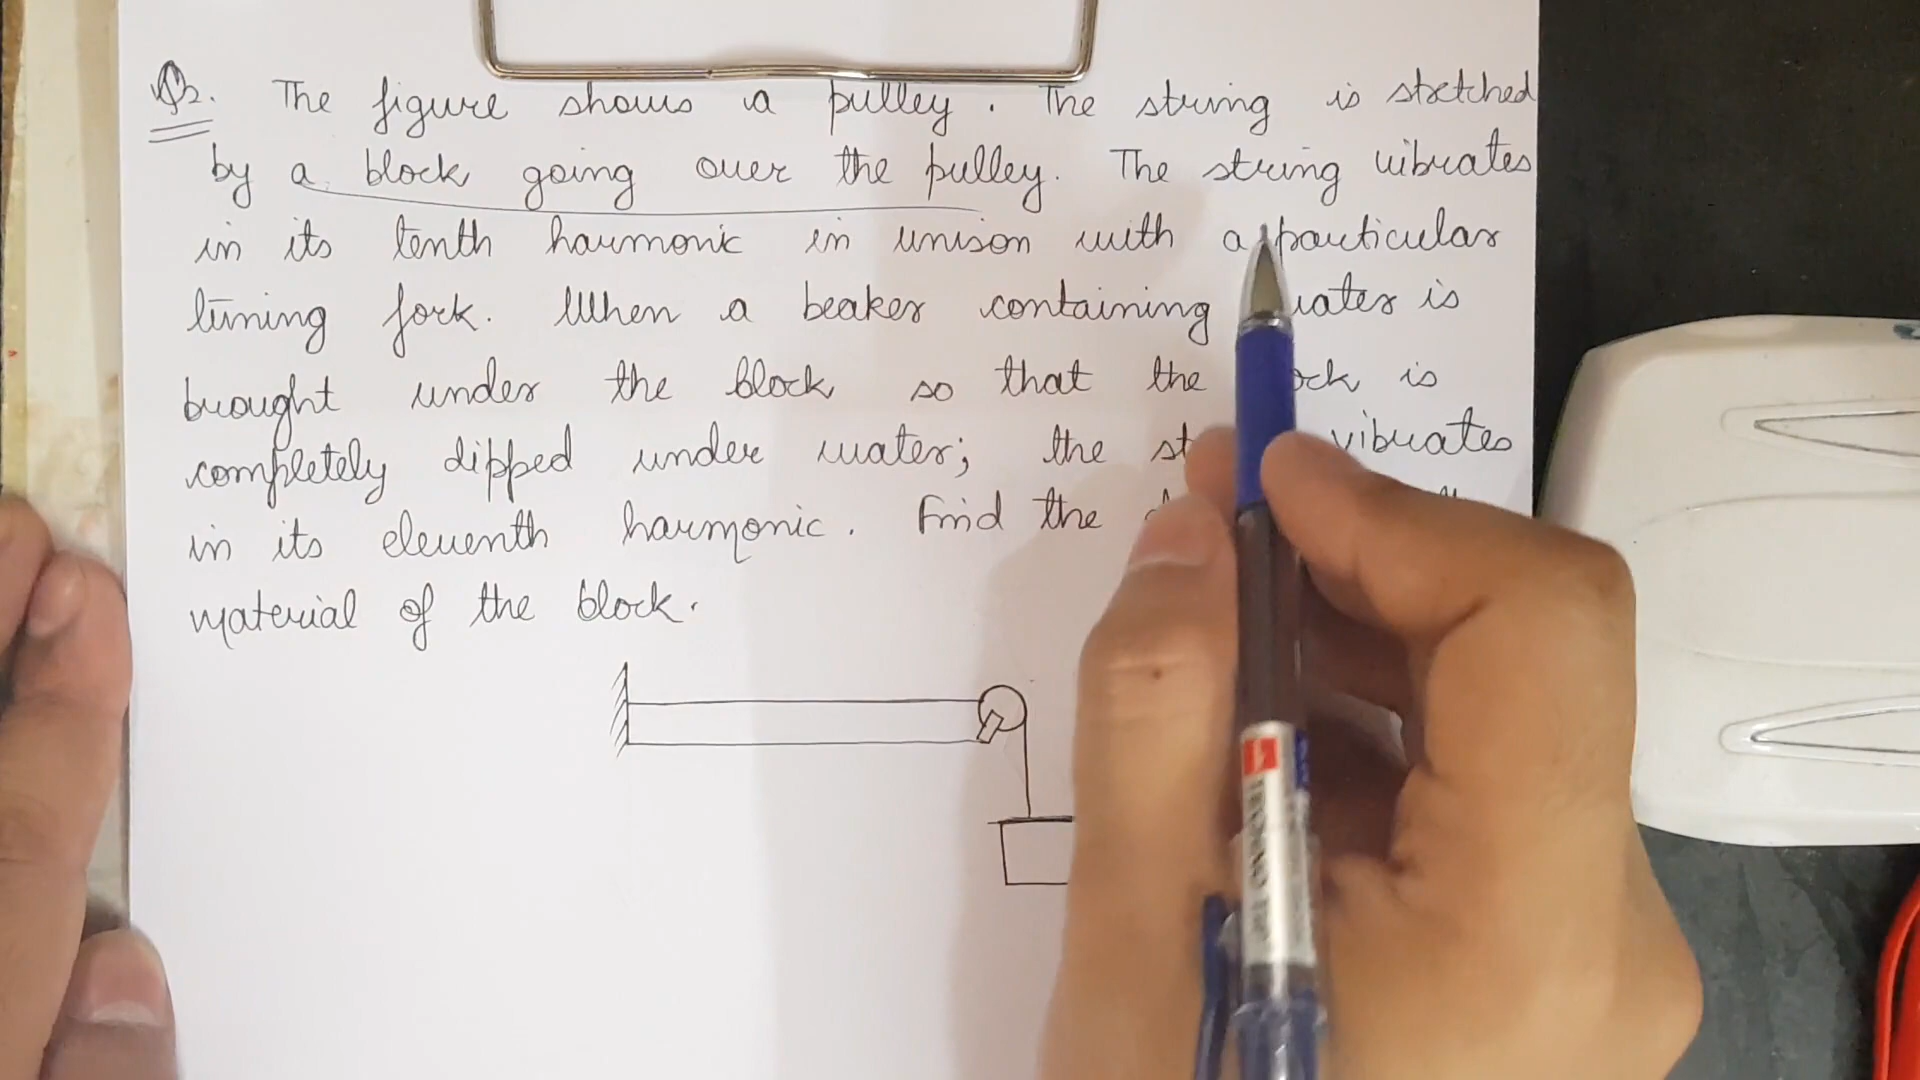 Q2. The figure shows a pulley. The string is stretched
by a block going over the pulley. The string vibrates
in its tenth harmonic in unison with a particular
tuning fork. When a beaker containing is
brought under the block so that the is
completely dipped under water; the vibrates
in its eleventh harmonic. Find the
material of the block.